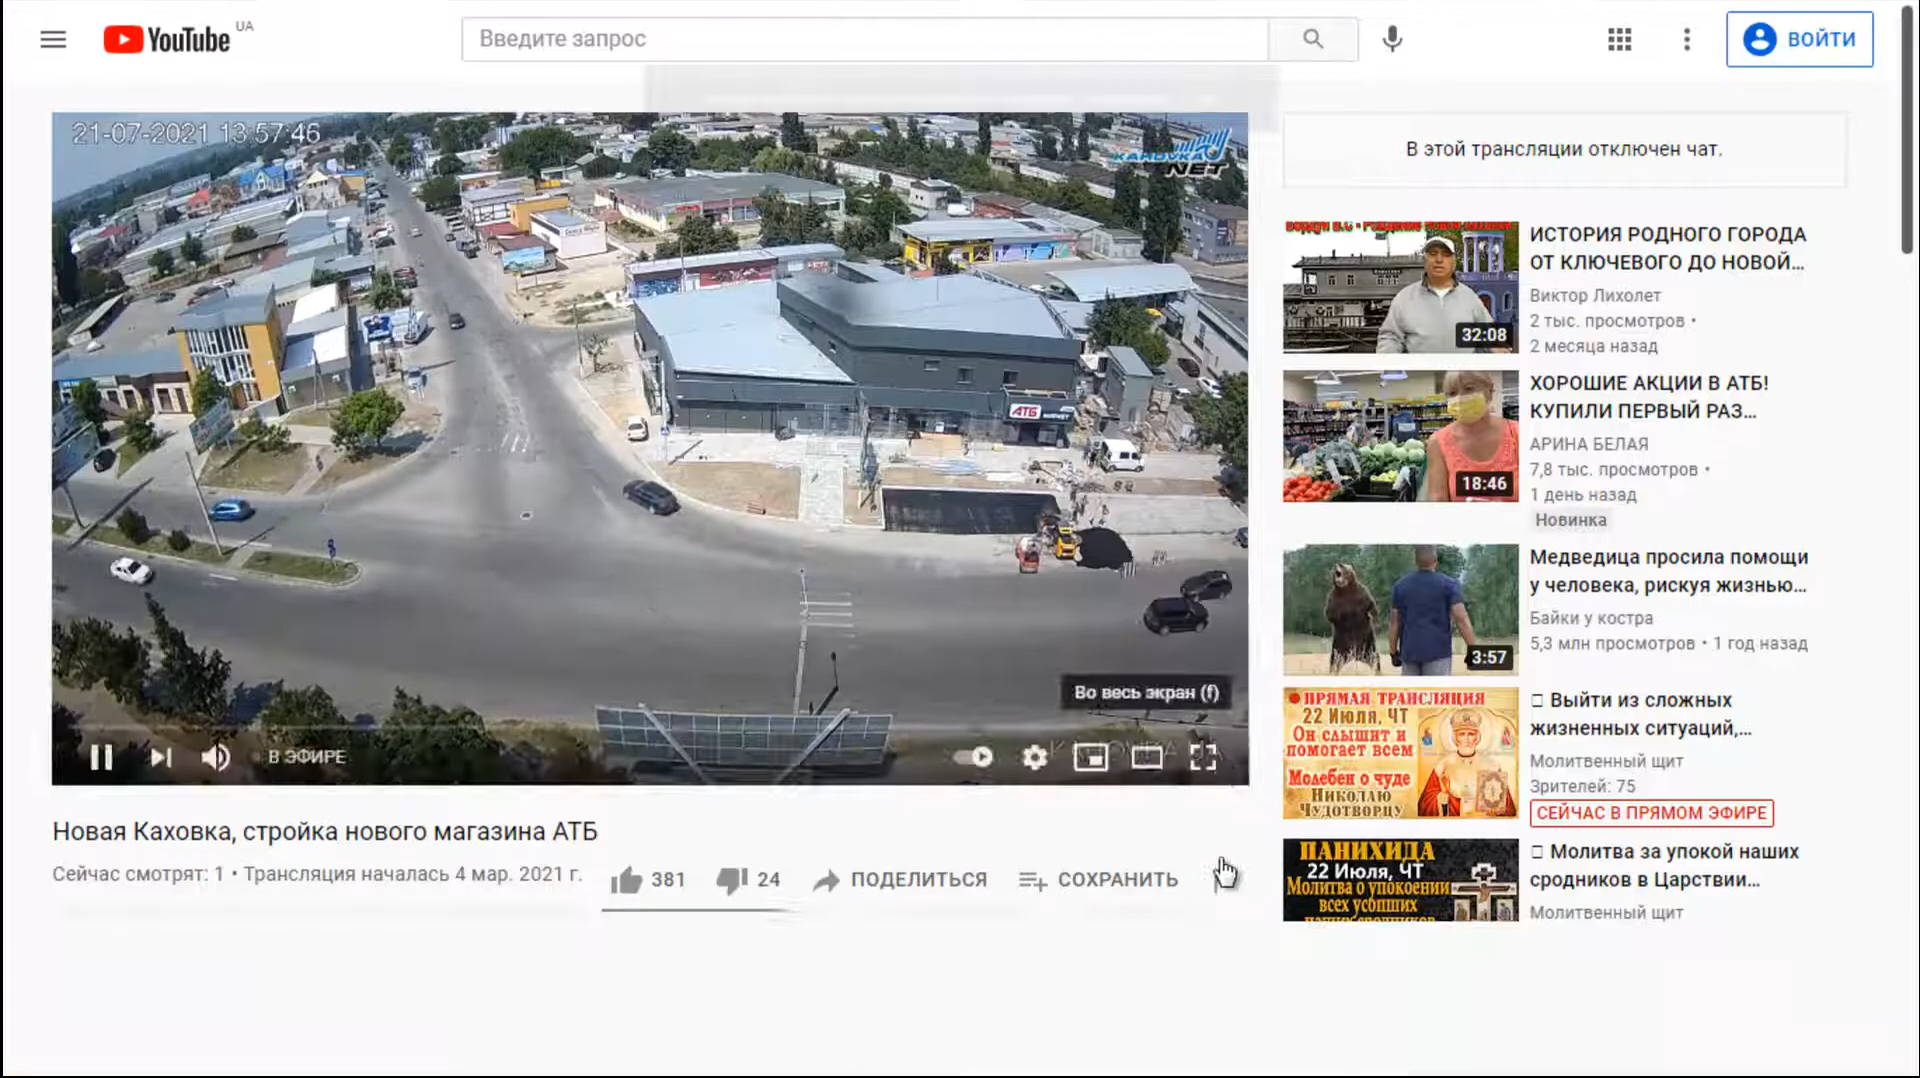 YouTube UA
Введите запрос
ВОЙТИ
21-07-2021 13:57:46
KAHOVKA
NET
АТБ
Во весь экран (f)
В ЭФИРЕ
Новая Каховка, стройка нового магазина АТБ
Сейчас смотрят: 1 • Трансляция началась 4 мар. 2021 г.
381
24
ПОДЕЛИТЬСЯ
СОХРАНИТЬ
В этой трансляции отключен чат.
32:08
ИСТОРИЯ РОДНОГО ГОРОДА
ОТ КЛЮЧЕВОГО ДО НОВОЙ...
Виктор Лихолет
2 тыс. просмотров •
2 месяца назад
18:46
ХОРОШИЕ АКЦИИ В АТБ!
КУПИЛИ ПЕРВЫЙ РАЗ...
АРИНА БЕЛАЯ
7,8 тыс. просмотров •
1 день назад
Новинка
3:57
Медведица просила помощи
у человека, рискуя жизнью...
Байки у костра
5,3 млн просмотров • 1 год назад
ПРЯМАЯ ТРАНСЛЯЦИЯ
22 Июля, ЧТ
Он слышит и
помогает всем
Молебен о чуде
Николаю
Чудотворцу
Выйти из сложных
жизненных ситуаций,...
Молитвенный щит
Зрителей: 75
СЕЙЧАС В ПРЯМОМ ЭФИРЕ
ПАНИХИДА
22 Июля, ЧТ
Молитва о упокоении
всех усопших
Молитва за упокой наших
сродников в Царствии...
Молитвенный щит